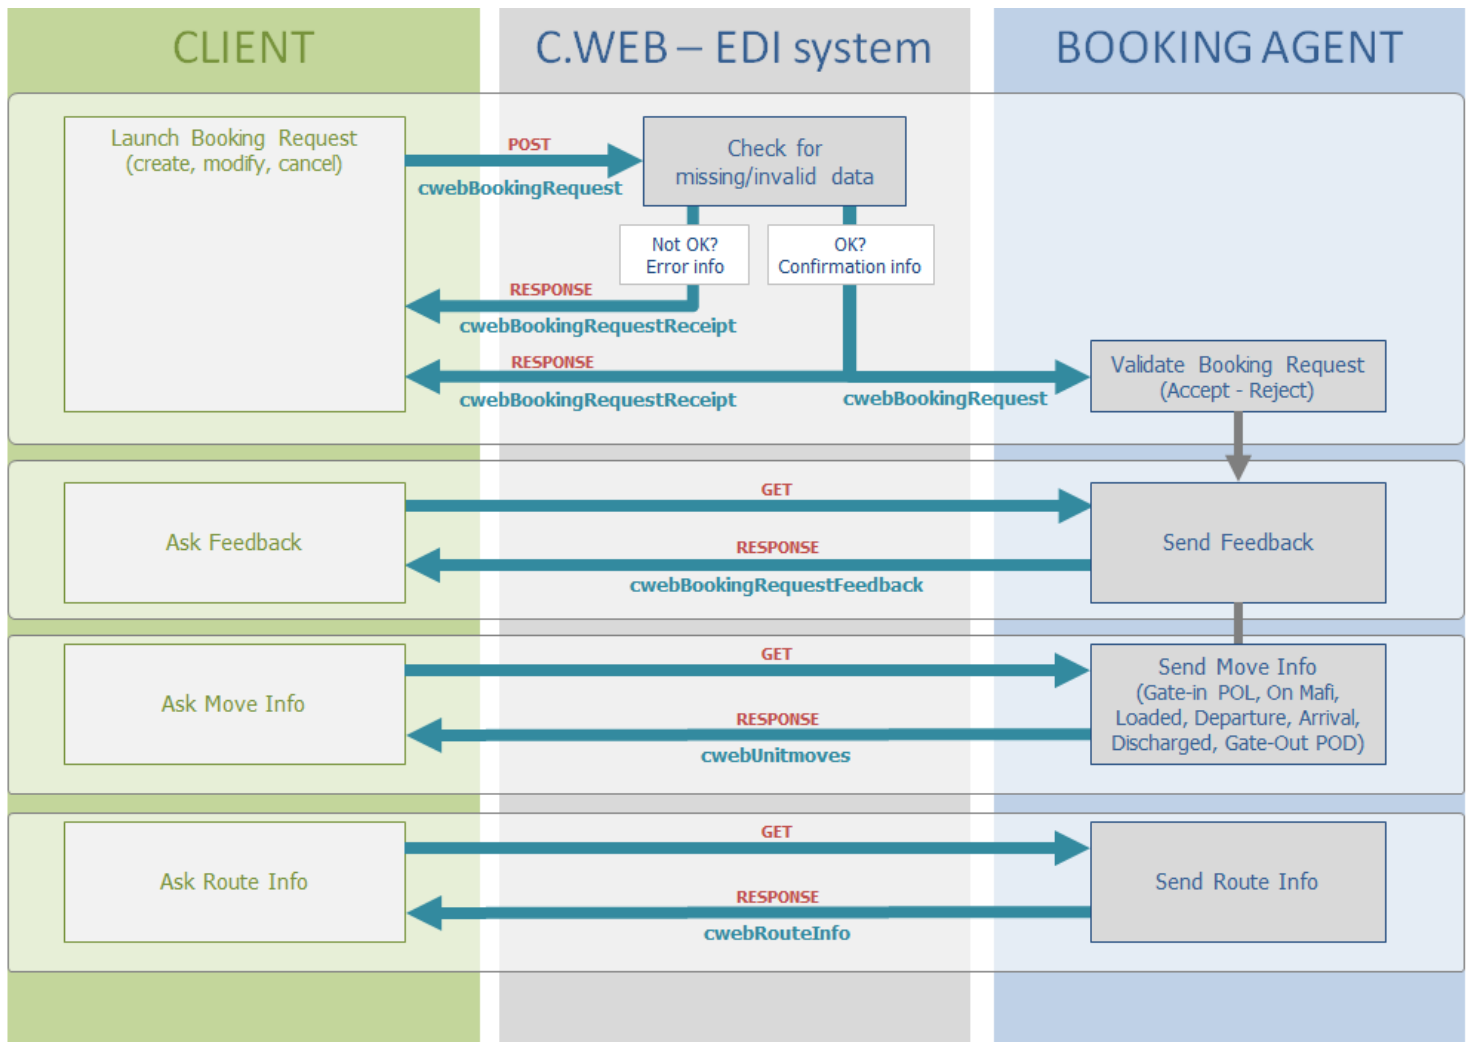 CLIENT
C.WEB – EDI system
BOOKING AGENT
Launch Booking Request
(create, modify, cancel)
POST
cwebBookingRequest
Check for
missing/invalid data
Not OK?
Error info
OK?
Confirmation info
RESPONSE
cwebBookingRequestReceipt
RESPONSE
cwebBookingRequestReceipt
cwebBookingRequest
Validate Booking Request
(Accept - Reject)
Ask Feedback
GET
RESPONSE
cwebBookingRequestFeedback
Send Feedback
Ask Move Info
GET
RESPONSE
cwebUnitmoves
Send Move Info
(Gate-in POL, On Mafi,
Loaded, Departure, Arrival,
Discharged, Gate-Out POD)
Ask Route Info
GET
RESPONSE
cwebRouteInfo
Send Route Info